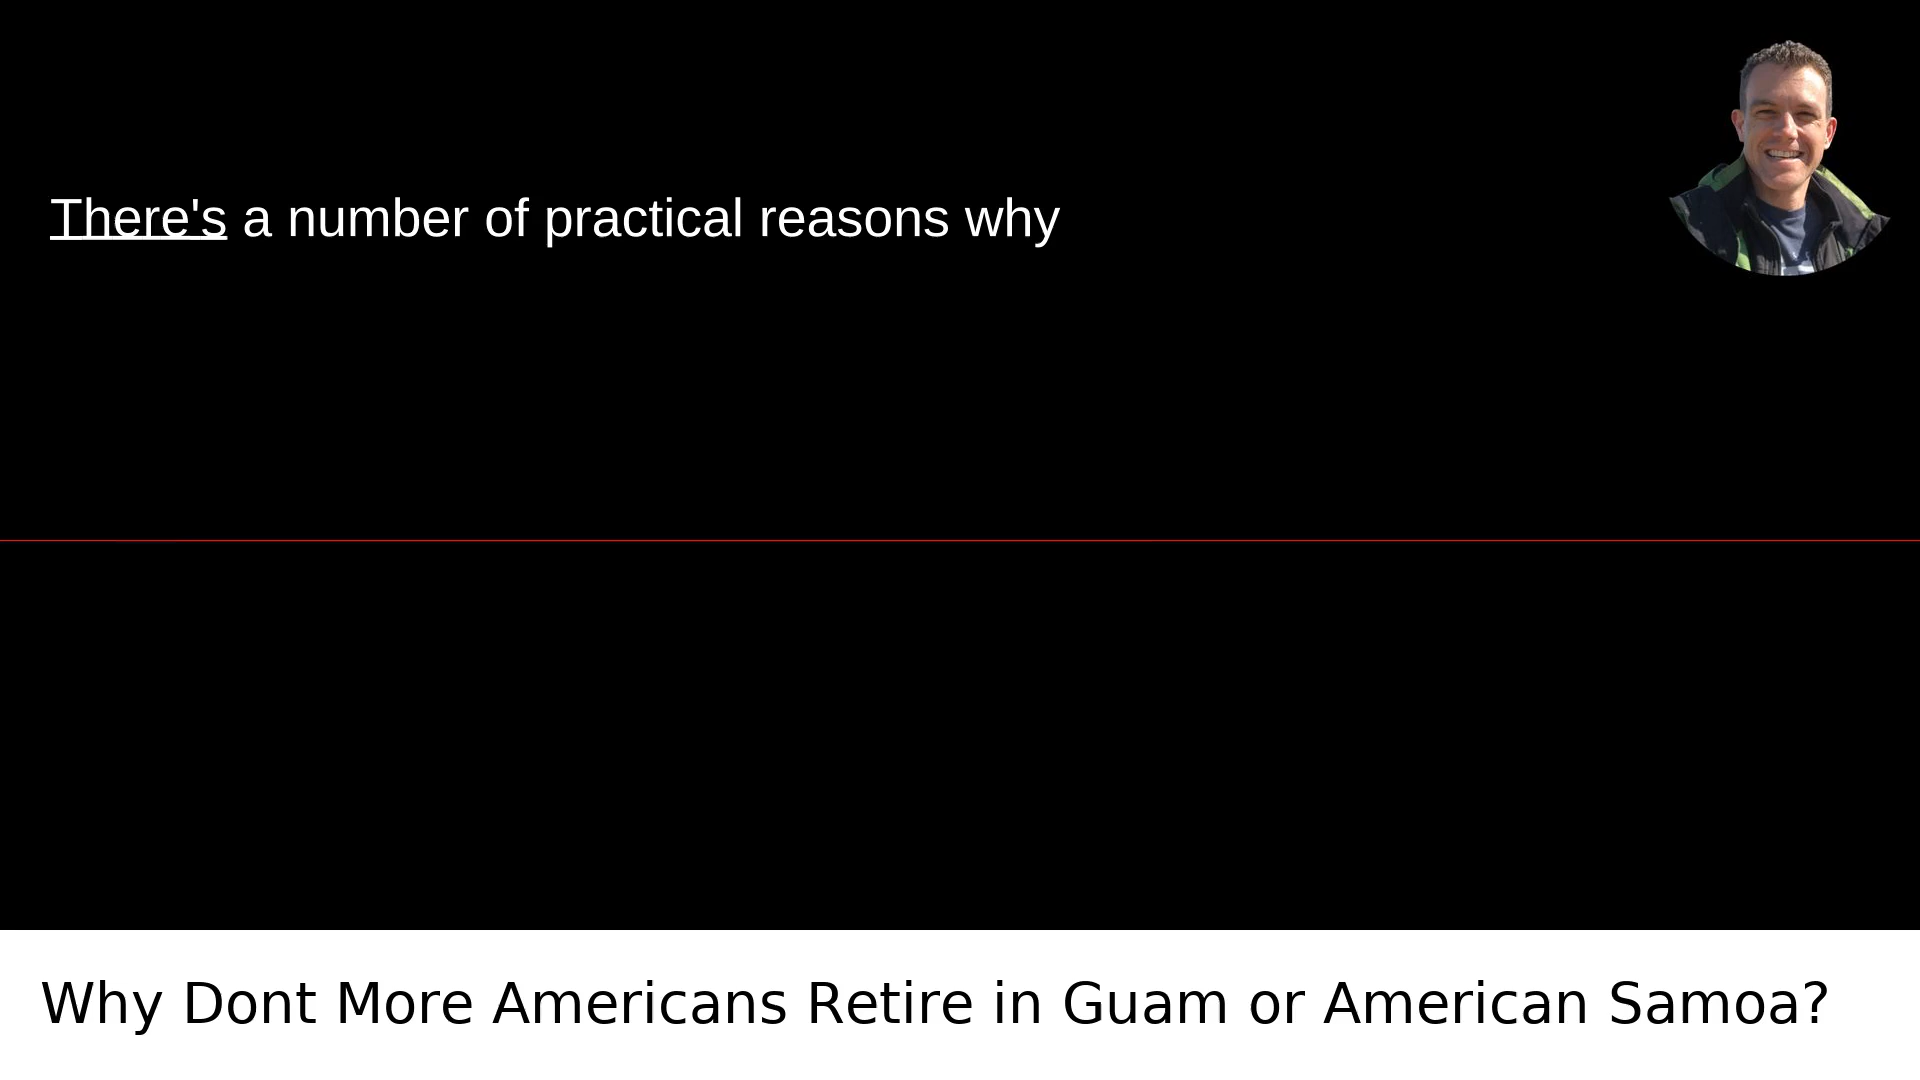 There's a number of practical reasons why
Why Dont More Americans Retire in Guam or American Samoa?